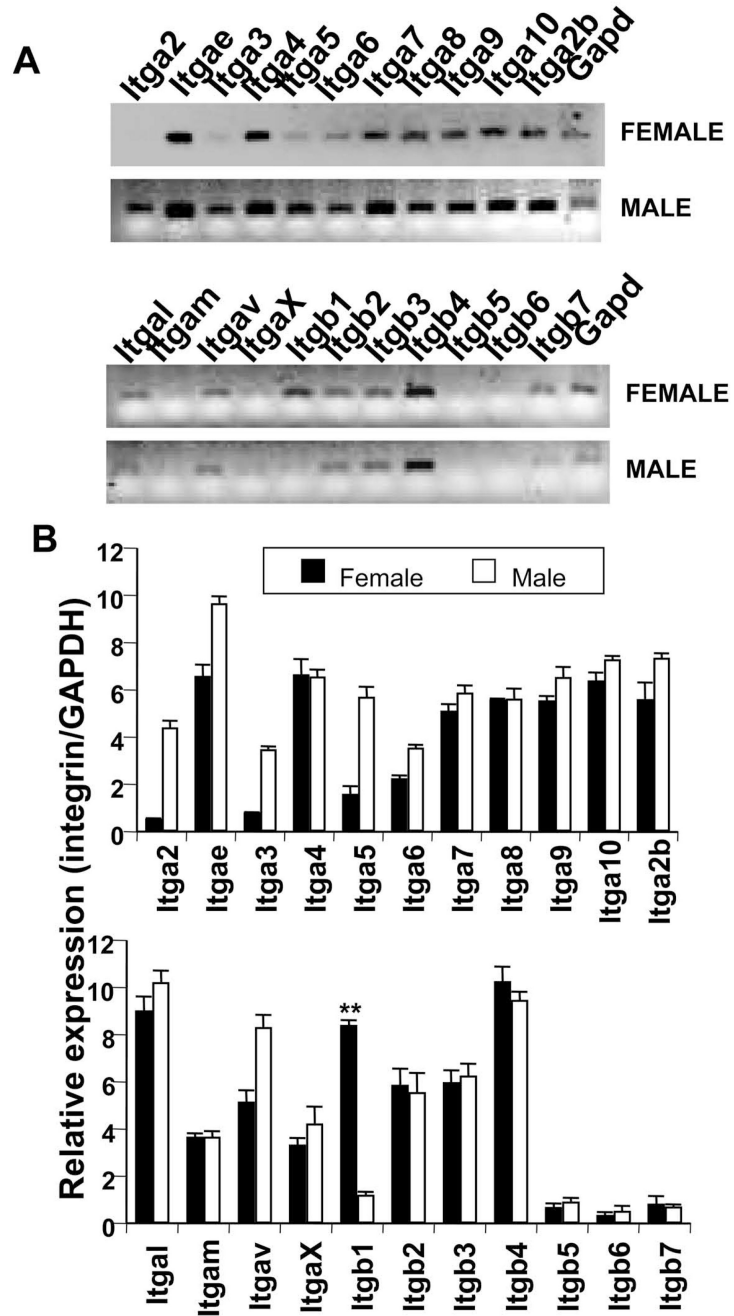 A
Itga2 Itgae Itga3 Itga4 Itga5 Itga6 Itga7 Itga8 Itga9 Itga10 Itga2b Gapd
FEMALE
MALE
Itgal Itgam Itgav ItgaX Itgb1 Itgb2 Itgb3 Itgb4 Itgb5 Itgb6 Itgb7 Gapd
FEMALE
MALE
B
Relative expression (integrin/GAPDH)
Female Male
12
10
8
6
4
2
0
Itga2 Itgae Itga3 Itga4 Itga5 Itga6 Itga7 Itga8 Itga9 Itga10 Itga2b
12
10
8
6
4
2
0
**
Itgal Itgam Itgav ItgaX Itgb1 Itgb2 Itgb3 Itgb4 Itgb5 Itgb6 Itgb7